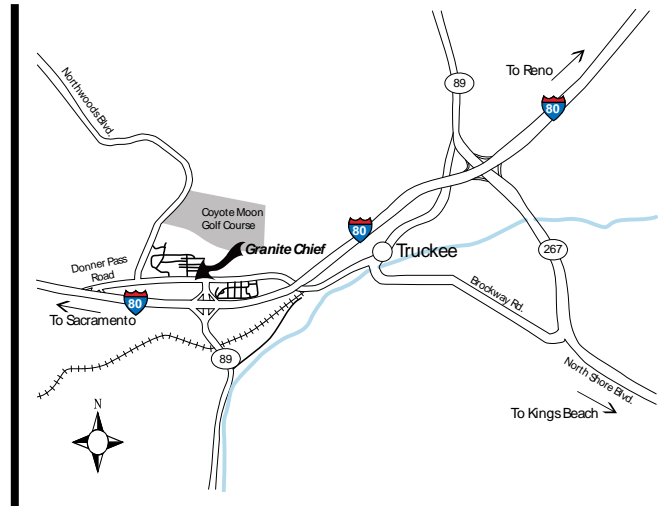 To Reno
89
80
Northwoods Blvd.
Coyote Moon
Golf Course
80
Granite Chief
Truckee
267
Donner Pass
Road
80
To Sacramento
Brockway Rd.
89
North Shore Blvd.
To Kings Beach
N